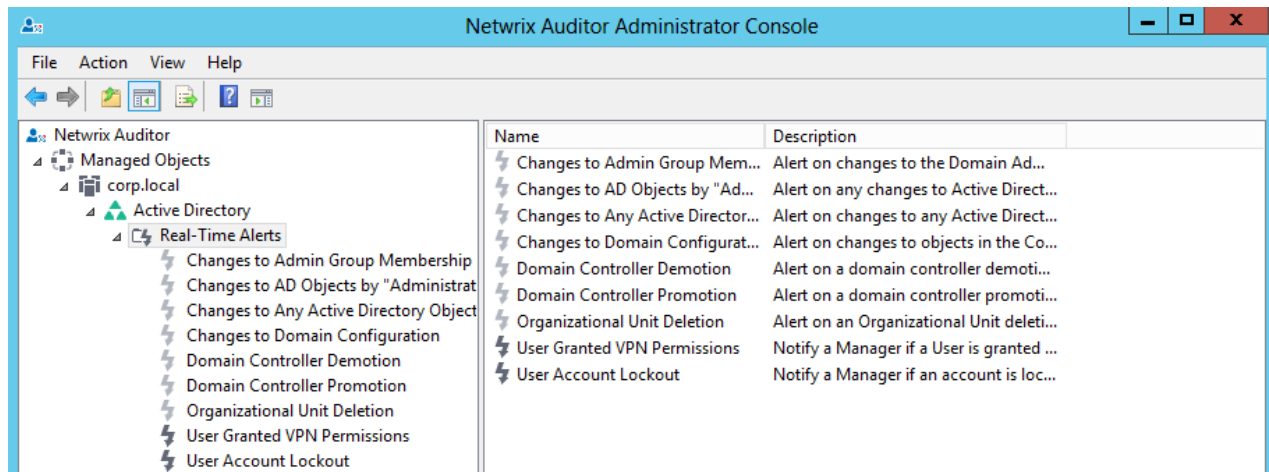 Netwrix Auditor Administrator Console
File Action View Help
Netwrix Auditor
Managed Objects
corp.local
Active Directory
Real-Time Alerts
Changes to Admin Group Membership
Changes to AD Objects by "Administrat
Changes to Any Active Directory Object
Changes to Domain Configuration
Domain Controller Demotion
Domain Controller Promotion
Organizational Unit Deletion
User Granted VPN Permissions
User Account Lockout
Name Description
Changes to Admin Group Mem... Alert on changes to the Domain Ad...
Changes to AD Objects by "Ad... Alert on any changes to Active Direct...
Changes to Any Active Director... Alert on changes to any Active Direct...
Changes to Domain Configurat... Alert on changes to objects in the Co...
Domain Controller Demotion Alert on a domain controller demoti...
Domain Controller Promotion Alert on a domain controller promoti...
Organizational Unit Deletion Alert on an Organizational Unit deleti...
User Granted VPN Permissions Notify a Manager if a User is granted ...
User Account Lockout Notify a Manager if an account is loc...